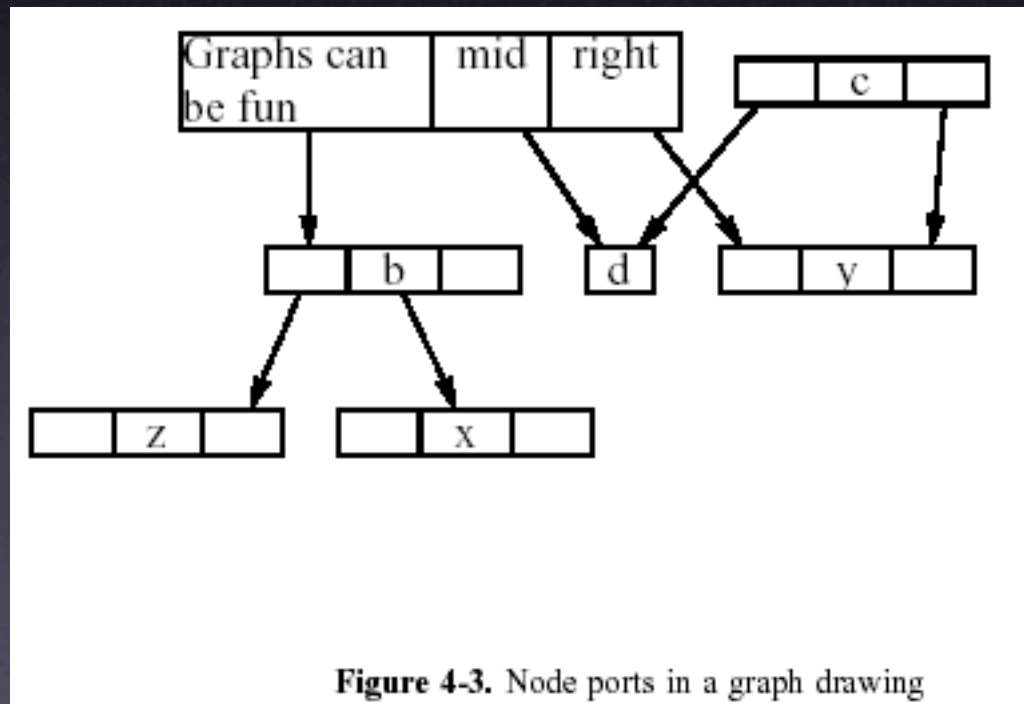 Graphs can
be fun
mid
right
c
b
d
y
z
x
Figure 4-3. Node ports in a graph drawing